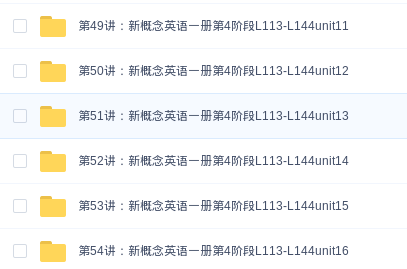 第49讲：新概念英语一册第4阶段L113-L144unit11
第50讲：新概念英语一册第4阶段L113-L144unit12
第51讲：新概念英语一册第4阶段L113-L144unit13
第52讲：新概念英语一册第4阶段L113-L144unit14
第53讲：新概念英语一册第4阶段L113-L144unit15
第54讲：新概念英语一册第4阶段L113-L144unit16